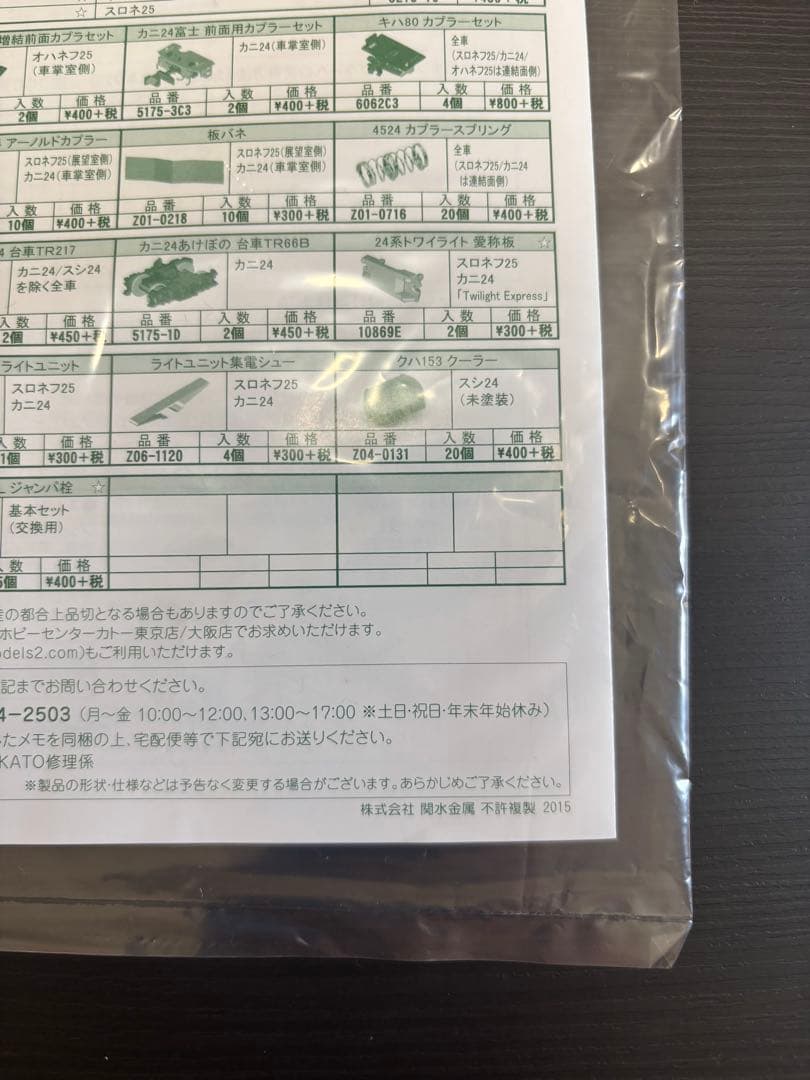 ☆ スロネ25
増結前面カプラセット カニ24富士 前面用カプラーセット キハ80 カプラーセット
オハネフ25
(車掌室側)
カニ24(車掌室側)
全車
(スロネフ25/カニ24/
オハネフ25は連結面側)
入数 価格 品番 入数 価格 品番 入数 価格
2個 ¥400+税 5175-3C3 2個 ¥400+税 6062C3 4個 ¥800+税
アーノルドカプラー 板バネ 4524 カプラースプリング
スロネフ25(展望室側)
カニ24(車掌室側)
スロネフ25(展望室側)
カニ24(車掌室側)
全車
(スロネフ25/カニ24
は連結面側)
入数 価格 品番 入数 価格 品番 入数 価格
10個 ¥400+税 Z01-0218 10個 ¥300+税 Z01-0716 20個 ¥400+税
4 台車TR217 カニ24あけぼの 台車TR66B 24系トワイライト 愛称板 ☆
カニ24/スシ24
を除く全車
カニ24
スロネフ25
カニ24
「Twilight Express」
入数 価格 品番 入数 価格 品番 入数 価格
2個 ¥450+税 5175-1D 2個 ¥450+税 10869E 2個 ¥300+税
ライトユニット ライトユニット集電シュー クハ153 クーラー
スロネフ25
カニ24
スロネフ25
カニ24
スシ24
(未塗装)
入数 価格 品番 入数 価格 品番 入数 価格
1個 ¥300+税 Z06-1120 4個 ¥300+税 Z04-0131 20個 ¥400+税
ジャンパ栓 ☆
基本セット
(交換用)
入数 価格
5個 ¥400+税
の都合上品切となる場合もありますのでご了承ください。
ホビーセンターカトー東京店/大阪店でお求めいただけます。
odels2.com)もご利用いただけます。
記までお問い合わせください。
4-2503 (月〜金 10:00〜12:00、13:00〜17:00 ※土日・祝日・年末年始休み)
たメモを同梱の上、宅配便等で下記宛にお送りください。
KATO修理係
※製品の形状・仕様などは予告なく変更する場合がございます。あらかじめご了承ください。
株式会社 関水金属 不許複製 2015